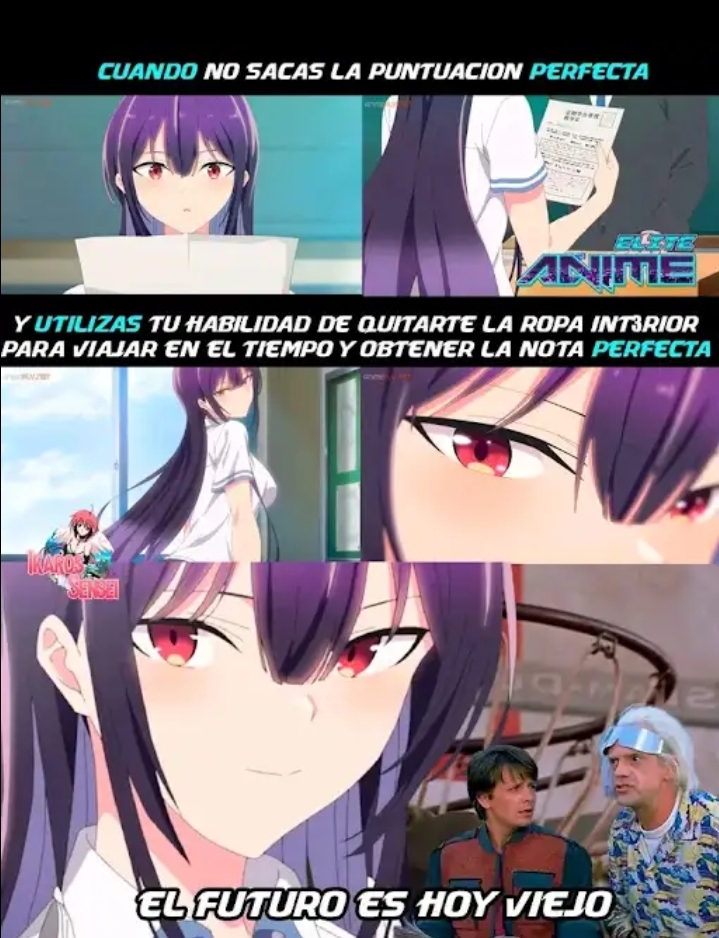 CUANDO NO SACAS LA PUNTUACION PERFECTA
ELITE
ANIME
Y UTILIZAS TU HABILIDAD DE QUITARTE LA ROPA INT3RIOR
PARA VIAJAR EN EL TIEMPO Y OBTENER LA NOTA PERFECTA
IKAROS
SENSEI
EL FUTURO ES HOY VIEJO